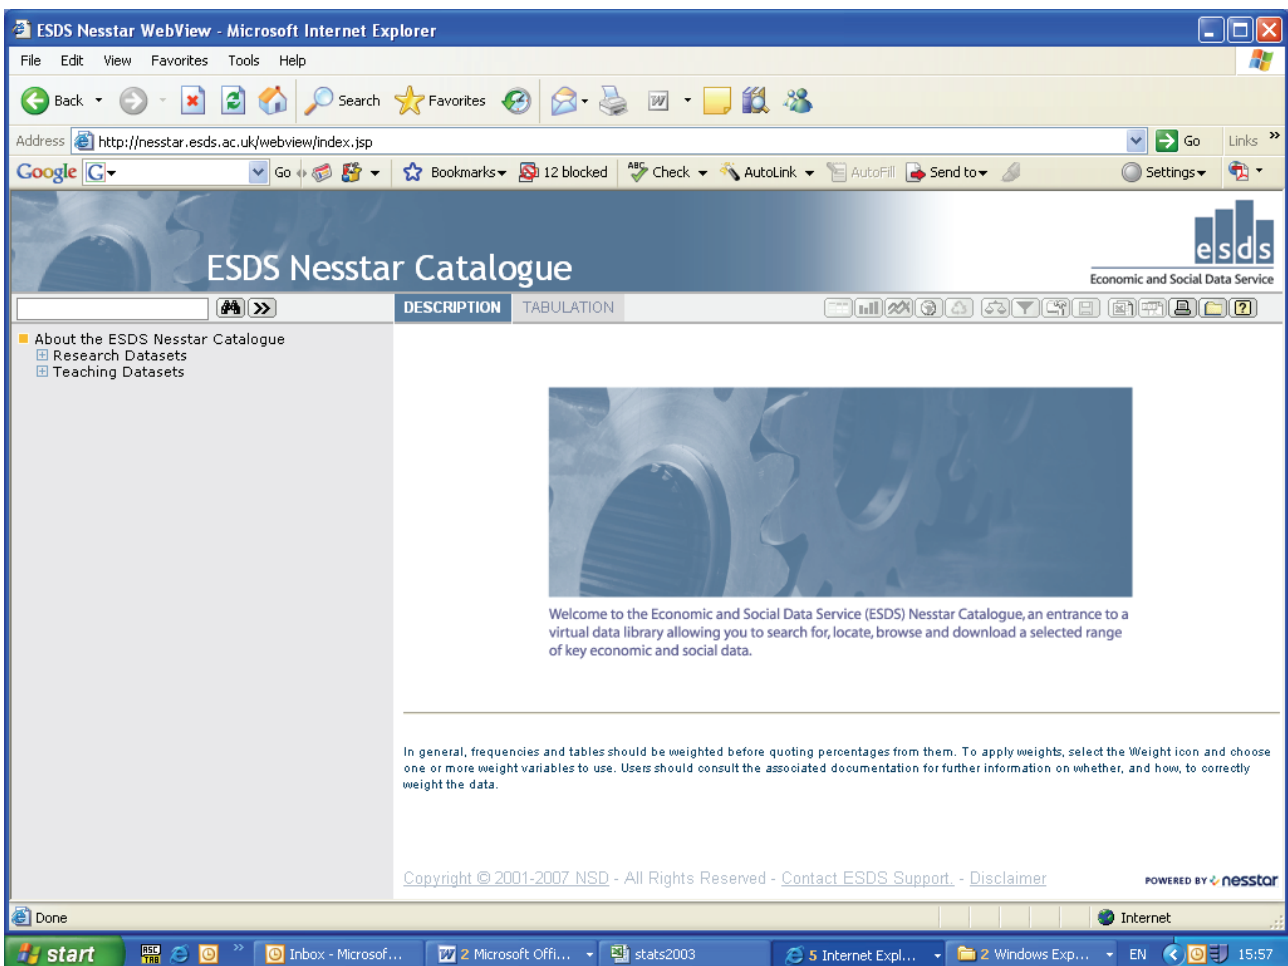 ESDS Nesstar WebView - Microsoft Internet Explorer
File Edit View Favorites Tools Help
Back Search Favorites W
Address http://nesstar.esds.ac.uk/webview/index.jsp Go Links »
Google G Go Bookmarks 12 blocked ABC Check AutoLink AutoFill Send to Settings
ESDS Nesstar Catalogue
esds
Economic and Social Data Service
DESCRIPTION TABULATION ?
About the ESDS Nesstar Catalogue
Research Datasets
Teaching Datasets
Welcome to the Economic and Social Data Service (ESDS) Nesstar Catalogue, an entrance to a
virtual data library allowing you to search for, locate, browse and download a selected range
of key economic and social data.
In general, frequencies and tables should be weighted before quoting percentages from them. To apply weights, select the Weight icon and choose
one or more weight variables to use. Users should consult the associated documentation for further information on whether, and how, to correctly
weight the data.
Copyright © 2001-2007 NSD - All Rights Reserved - Contact ESDS Support. - Disclaimer
POWERED BY nesstar
Done Internet
start ASC TAB » Inbox - Microsof... 2 Microsoft Offi... stats2003 5 Internet Expl... 2 Windows Exp... EN 15:57